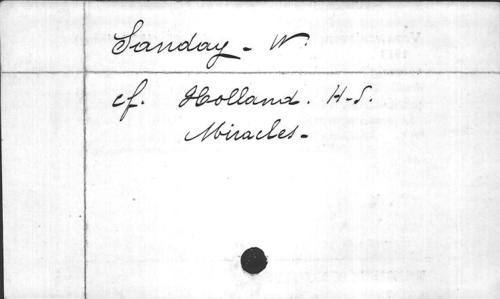 Sanday - W.
cf. Holland. H-S.
Miracles.